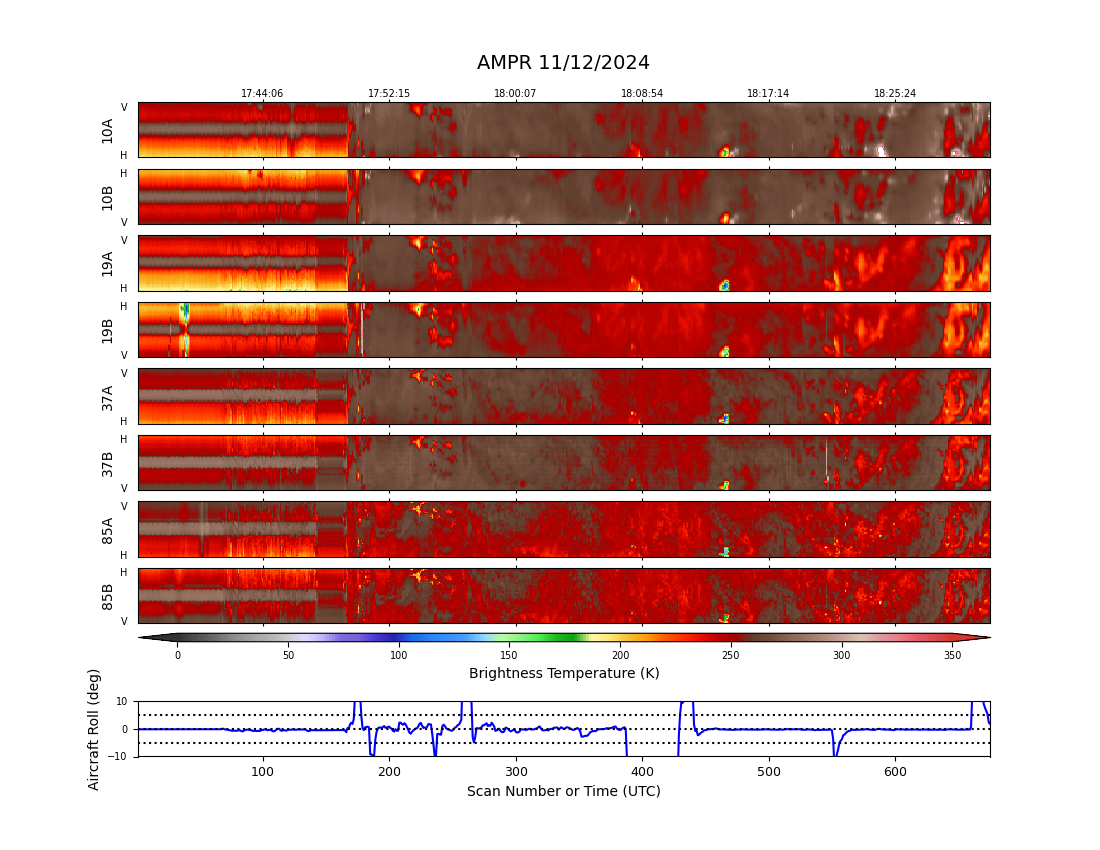 AMPR 11/12/2024
17:44:06 17:52:15 18:00:07 18:08:54 18:17:14 18:25:24
V
10A
H
H
10B
V
V
19A
H
H
19B
V
V
37A
H
H
37B
V
V
85A
H
H
85B
V
0 50 100 150 200 250 300 350
Brightness Temperature (K)
Aircraft Roll (deg)
10
0
−10
100 200 300 400 500 600
Scan Number or Time (UTC)